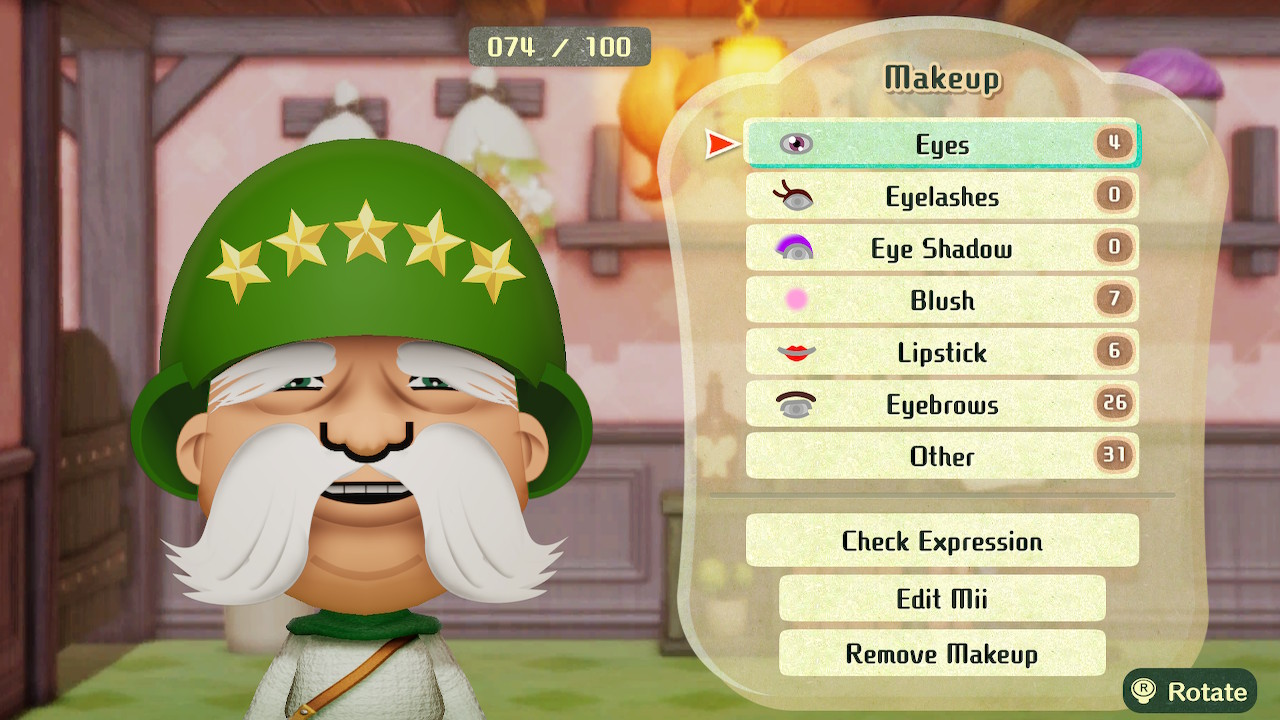 074 / 100
Makeup
Eyes 4
Eyelashes 0
Eye Shadow 0
Blush 7
Lipstick 6
Eyebrows 26
Other 31
Check Expression
Edit Mii
Remove Makeup
R Rotate